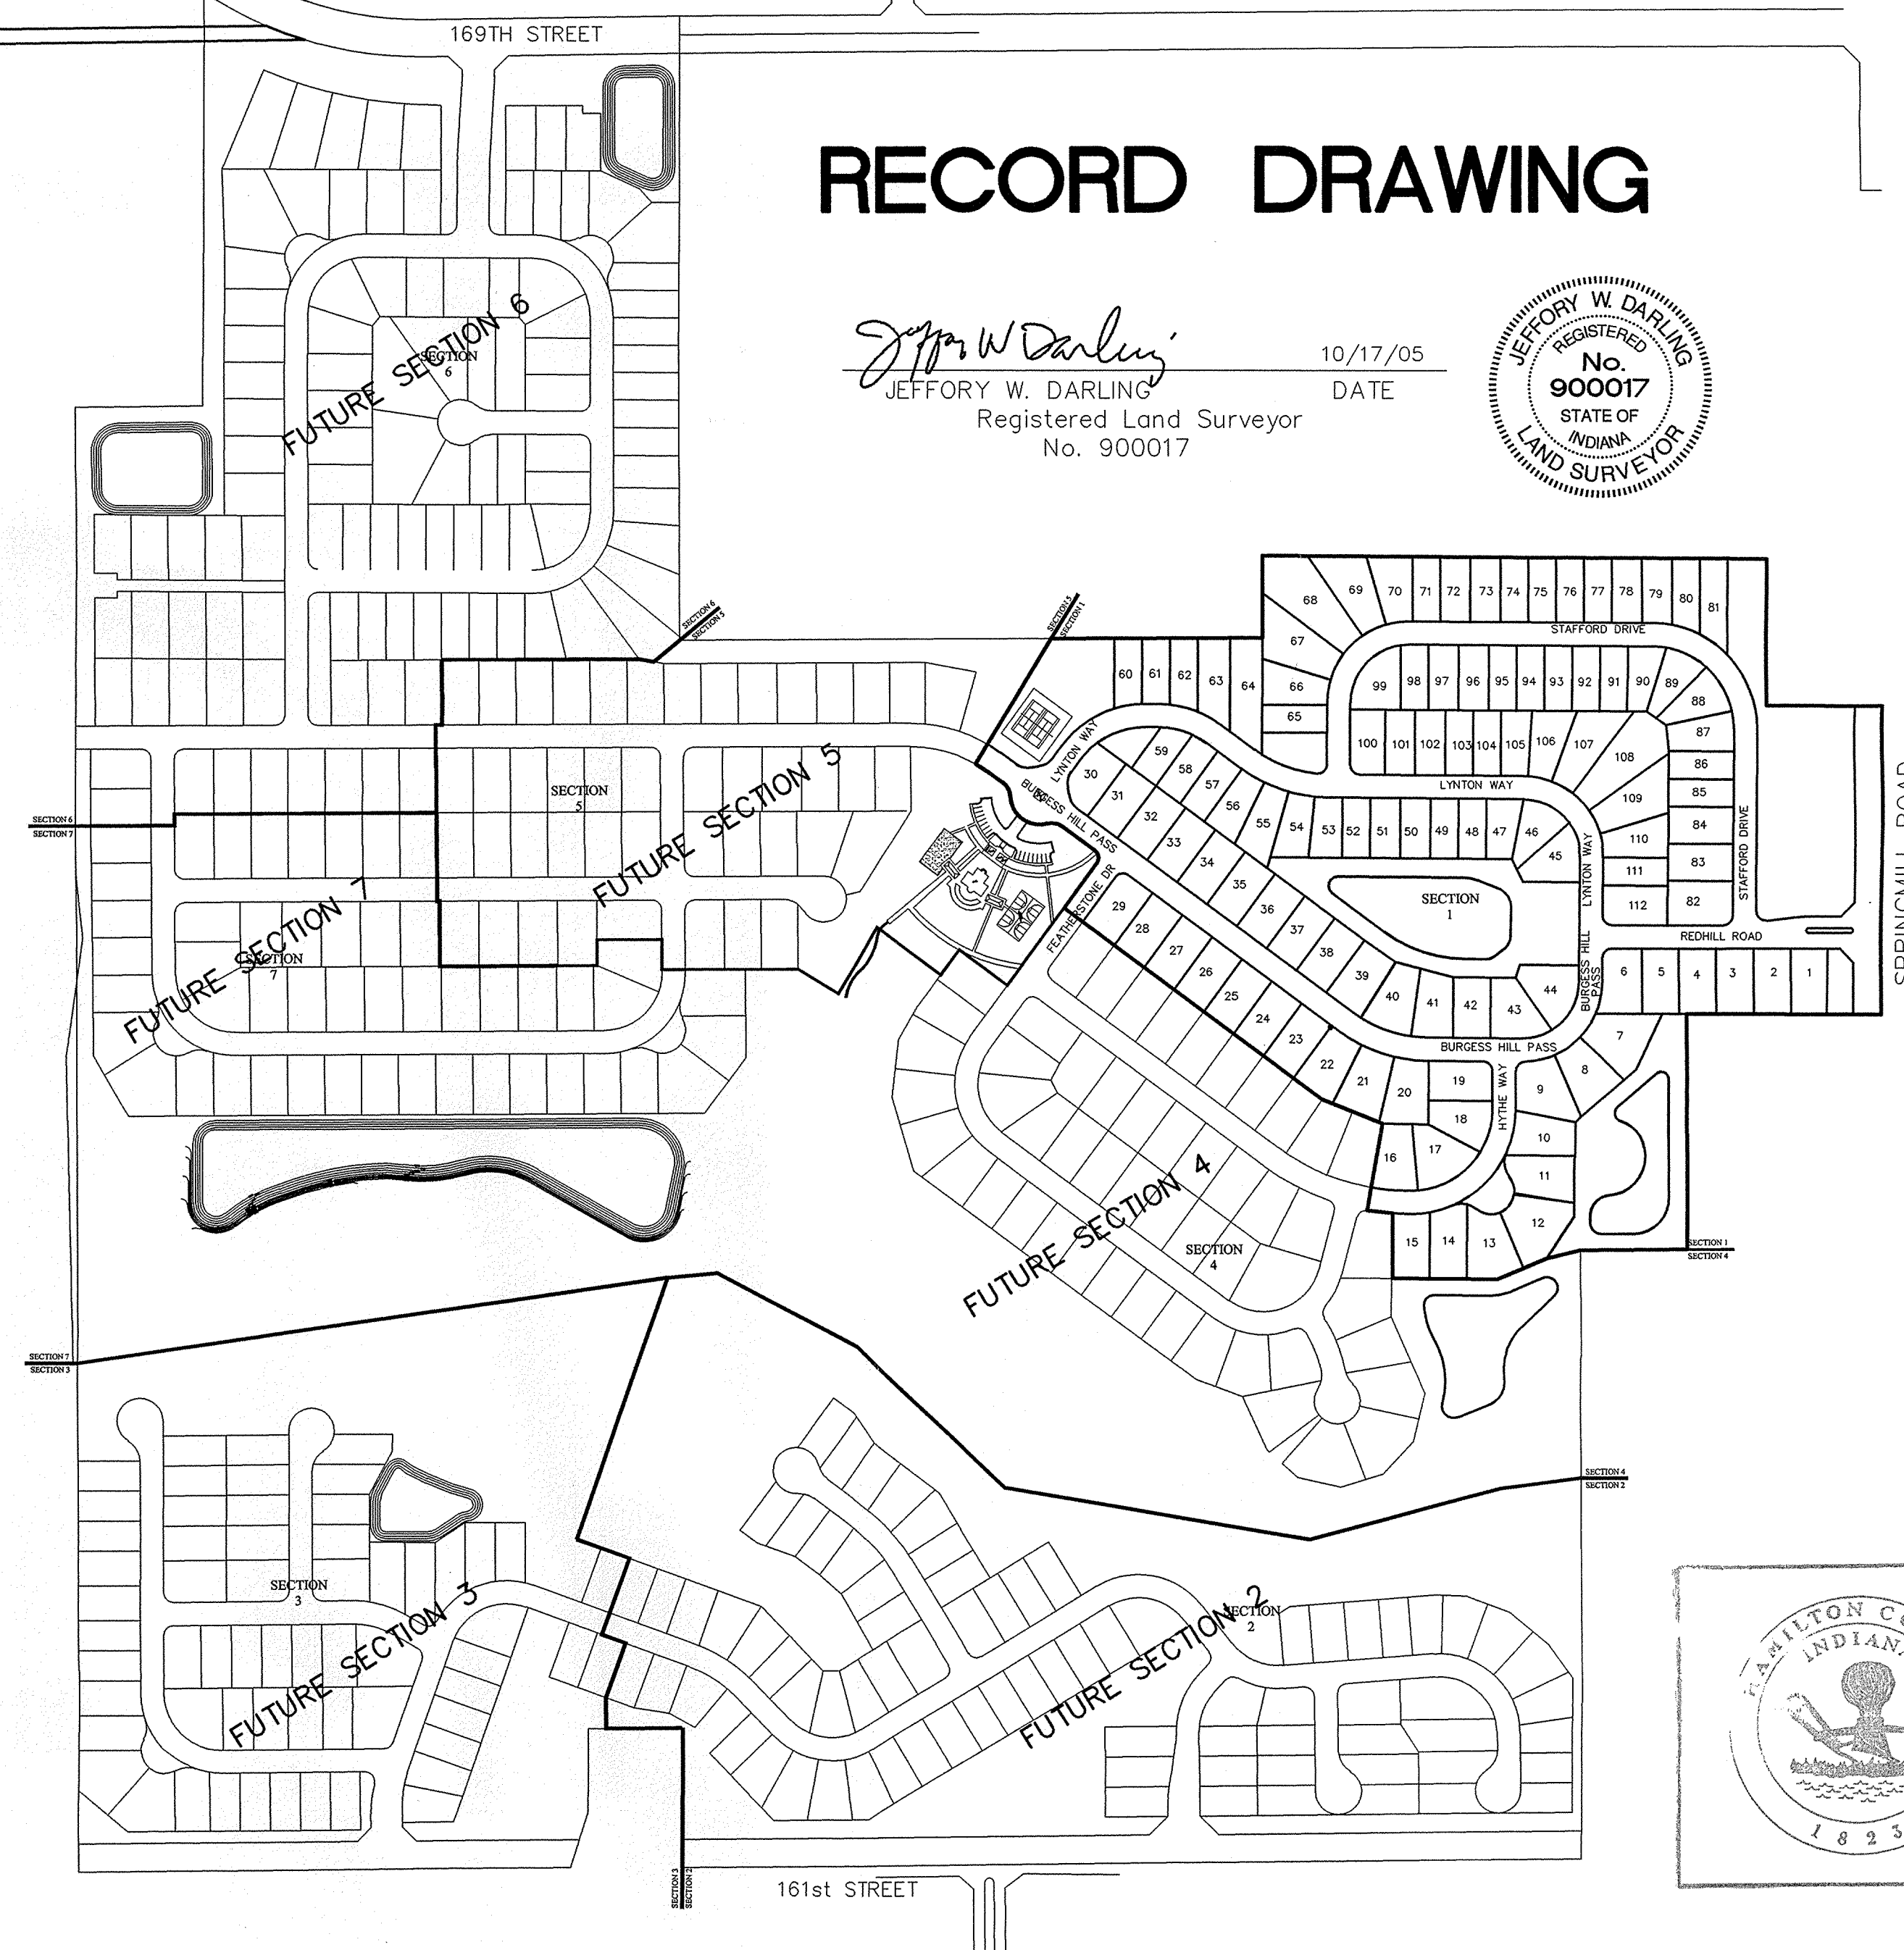 169TH STREET
RECORD DRAWING
JEFFORY W. DARLING
Registered Land Surveyor
No. 900017
10/17/05
DATE
JEFFORY W. DARLING
REGISTERED
No.
900017
STATE OF
INDIANA
LAND SURVEYOR
FUTURE SECTION 6
SECTION
6
SECTION 6
SECTION 5
SECTION 5
SECTION 1
68
69
70
71
72
73
74
75
76
77
78
79
80
81
STAFFORD DRIVE
67
66
65
60
61
62
63
64
99
98
97
96
95
94
93
92
91
90
89
88
87
86
85
84
83
82
100
101
102
103
104
105
106
107
108
109
110
111
112
STAFFORD DRIVE
LYNTON WAY
LYNTON WAY
LYNTON WAY
59
58
57
56
55
54
53
52
51
50
49
48
47
46
45
30
31
32
33
34
35
36
37
38
39
40
41
42
43
44
BURGESS HILL PASS
FEATHERSTONE DR
SECTION
1
REDHILL ROAD
BURGESS HILL
PASS
6
5
4
3
2
1
SPRINGMILL ROAD
29
28
27
26
25
24
23
22
21
20
19
18
17
16
BURGESS HILL PASS
HYTHE WAY
7
8
9
10
11
12
13
14
15
SECTION 1
SECTION 4
SECTION
5
FUTURE SECTION 5
SECTION 6
SECTION 7
FUTURE SECTION 7
SECTION
7
FUTURE SECTION 4
SECTION
4
SECTION 7
SECTION 3
SECTION 4
SECTION 2
SECTION
3
FUTURE SECTION 3
SECTION
2
FUTURE SECTION 2
SECTION 3
SECTION 2
161st STREET
HAMILTON
INDIANA
1823